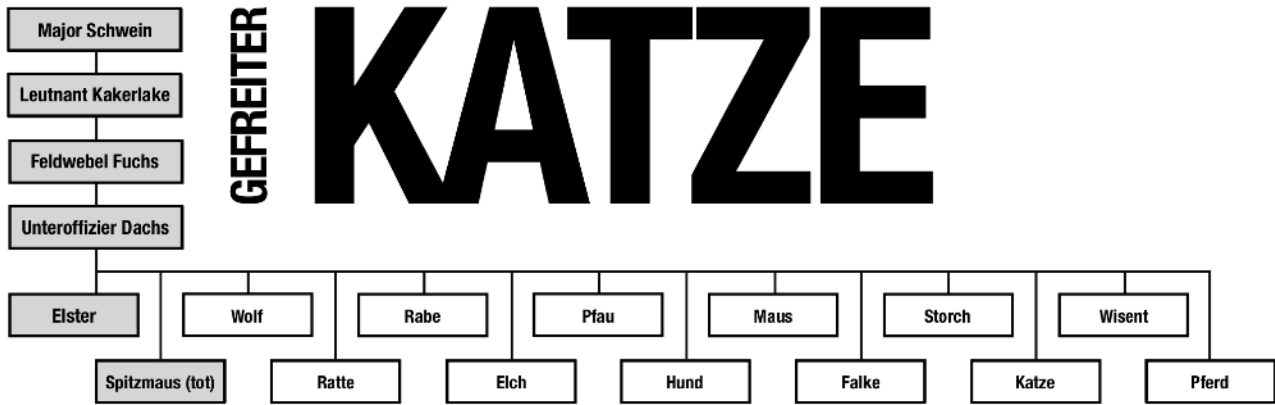 Major Schwein
Leutnant Kakerlake
Feldwebel Fuchs
Unteroffizier Dachs
GEFREITER
KATZE
Elster
Wolf
Rabe
Pfau
Maus
Storch
Wisent
Spitzmaus (tot)
Ratte
Elch
Hund
Falke
Katze
Pferd